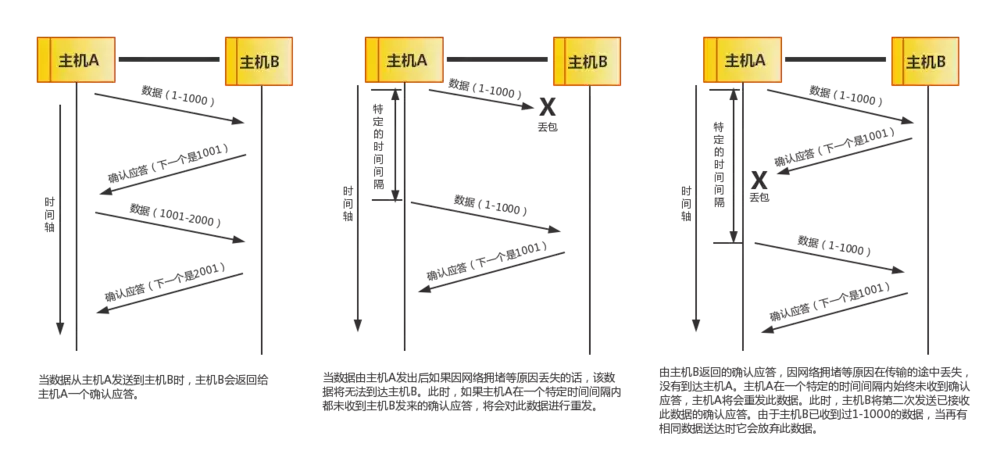 主机A
主机B
数据（1-1000）
确认应答（下一个是1001）
数据（1001-2000）
确认应答（下一个是2001）
时间轴
当数据从主机A发送到主机B时，主机B会返回给
主机A一个确认应答。
主机A
主机B
数据（1-1000）
X
丢包
特定的时间间隔
数据（1-1000）
确认应答（下一个是1001）
时间轴
当数据由主机A发出后如果因网络拥堵等原因丢失的话，该数
据将无法到达主机B。此时，如果主机A在一个特定时间间隔内
都未收到主机B发来的确认应答，将会对此数据进行重发。
主机A
主机B
数据（1-1000）
确认应答（下一个是1001）
X
丢包
特定的时间间隔
数据（1-1000）
确认应答（下一个是1001）
时间轴
由主机B返回的确认应答，因网络拥堵等原因在传输的途中丢失，
没有到达主机A。主机A在一个特定的时间间隔内始终未收到确认
应答，主机A将会重发此数据。此时，主机B将第二次发送已接收
此数据的确认应答。由于主机B已收到过1-1000的数据，当再有
相同数据送达时它会放弃此数据。